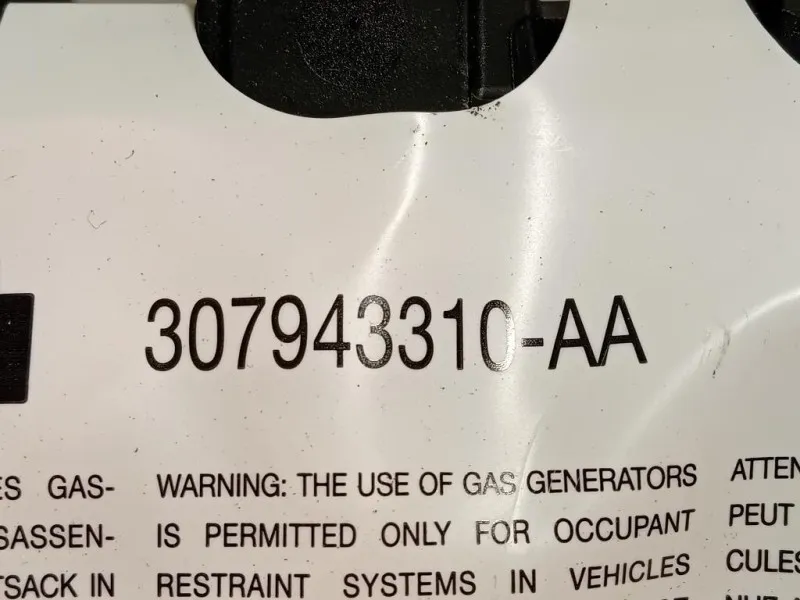 307943310-AA
ES GAS-
SASSEN-
TSACK IN
WARNING: THE USE OF GAS GENERATORS
IS PERMITTED ONLY FOR OCCUPANT
RESTRAINT SYSTEMS IN VEHICLES
ATTEN
PEUT
CULES